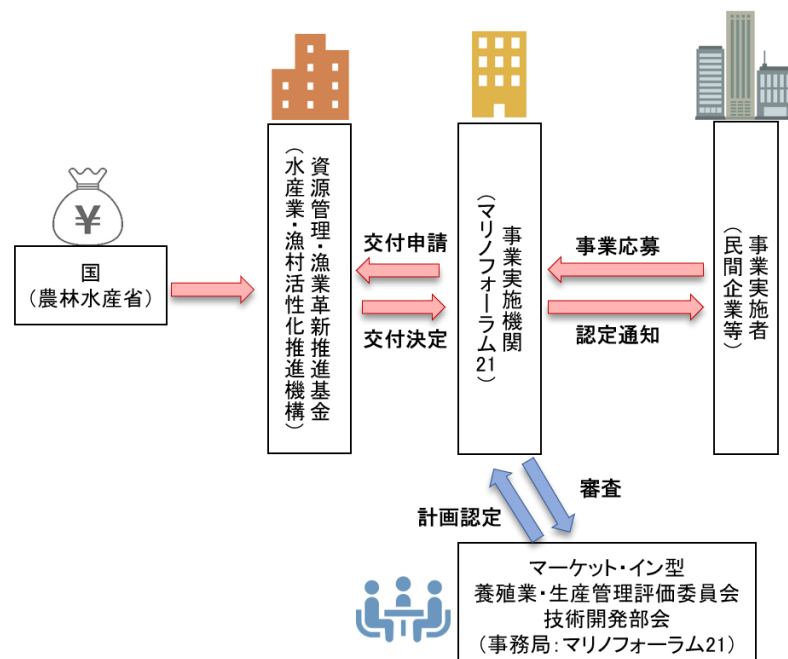 ¥
国
(農林水産省)
資源管理・漁業革新推進基金
(水産業・漁村活性化推進機構)
交付申請
交付決定
事業実施機関
(マリノフォーラム21)
事業応募
認定通知
事業実施者
(民間企業等)
計画認定
審査
マーケット・イン型
養殖業・生産管理評価委員会
技術開発部会
(事務局:マリノフォーラム21)